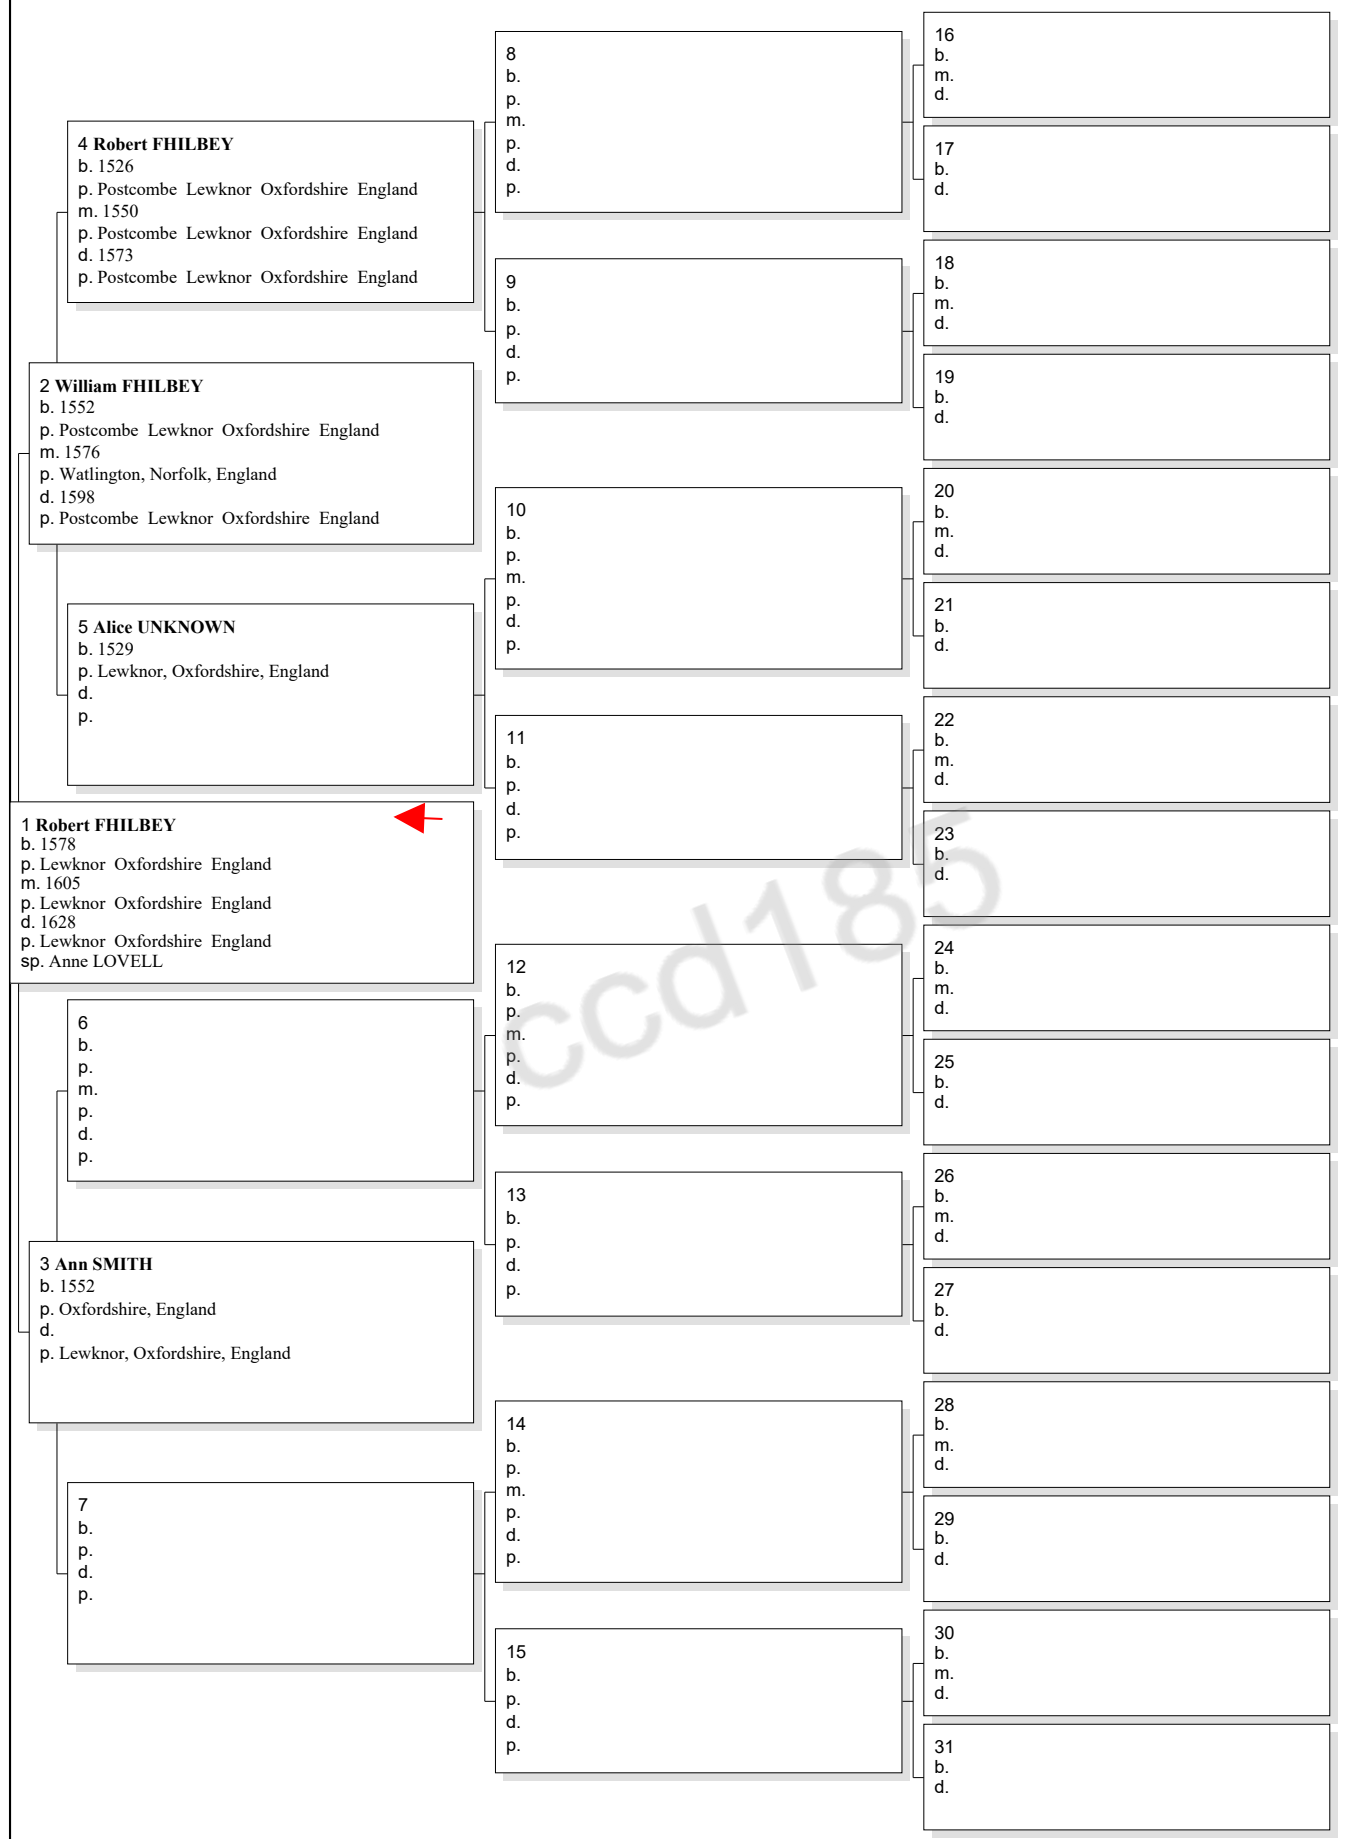 4 Robert FHILBEY
b. 1526
p. Postcombe Lewknor Oxfordshire England
m. 1550
p. Postcombe Lewknor Oxfordshire England
d. 1573
p. Postcombe Lewknor Oxfordshire England
2 William FHILBEY
b. 1552
p. Postcombe Lewknor Oxfordshire England
m. 1576
p. Watlington, Norfolk, England
d. 1598
p. Postcombe Lewknor Oxfordshire England
5 Alice UNKNOWN
b. 1529
p. Lewknor, Oxfordshire, England
d.
p.
1 Robert FHILBEY
b. 1578
p. Lewknor Oxfordshire England
m. 1605
p. Lewknor Oxfordshire England
d. 1628
p. Lewknor Oxfordshire England
sp. Anne LOVELL
6
b.
p.
m.
p.
d.
p.
3 Ann SMITH
b. 1552
p. Oxfordshire, England
d.
p. Lewknor, Oxfordshire, England
7
b.
p.
d.
p.
8
b.
p.
m.
p.
d.
p.
9
b.
p.
d.
p.
10
b.
p.
m.
p.
d.
p.
11
b.
p.
d.
p.
12
b.
p.
m.
p.
d.
p.
13
b.
p.
d.
p.
14
b.
p.
m.
p.
d.
p.
15
b.
p.
d.
p.
16
b.
m.
d.
17
b.
d.
18
b.
m.
d.
19
b.
d.
20
b.
m.
d.
21
b.
d.
22
b.
m.
d.
23
b.
d.
24
b.
m.
d.
25
b.
d.
26
b.
m.
d.
27
b.
d.
28
b.
m.
d.
29
b.
d.
30
b.
m.
d.
31
b.
d.
ccd185